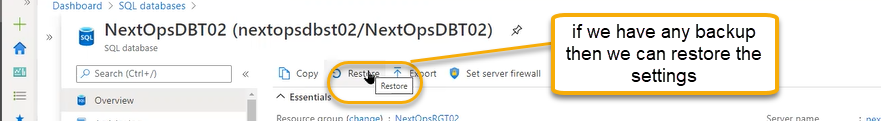 Dashboard > SQL databases >
NextOpsDBT02 (nextopsdbst02/NextOpsDBT02)
SQL database
if we have any backup
then we can restore the
settings
Search (Ctrl+/)
Copy
Restore
Export
Set server firewall
Restore
Overview
Essentials
Resource group (change) : NextOpsRGT02
Server name
: nex